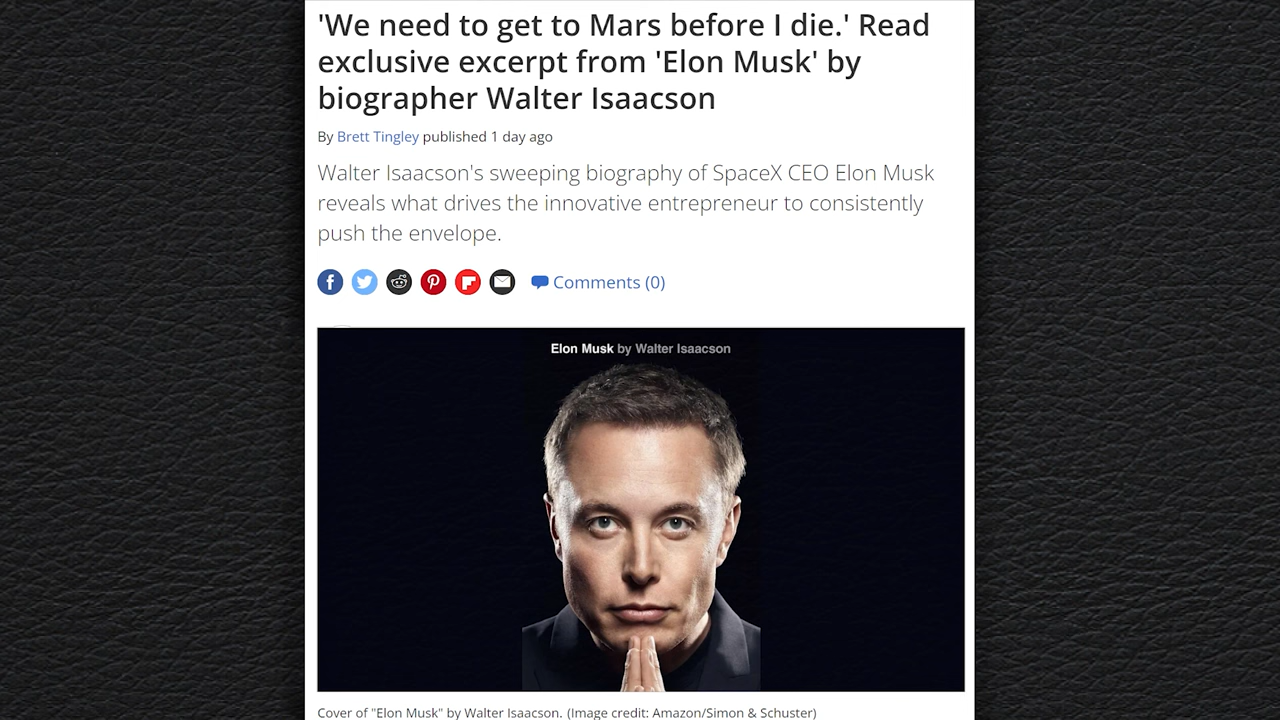 'We need to get to Mars before I die.' Read
exclusive excerpt from 'Elon Musk' by
biographer Walter Isaacson
By Brett Tingley published 1 day ago
Walter Isaacson's sweeping biography of SpaceX CEO Elon Musk
reveals what drives the innovative entrepreneur to consistently
push the envelope.
Comments (0)
Elon Musk by Walter Isaacson
Cover of "Elon Musk" by Walter Isaacson. (Image credit: Amazon/Simon & Schuster)